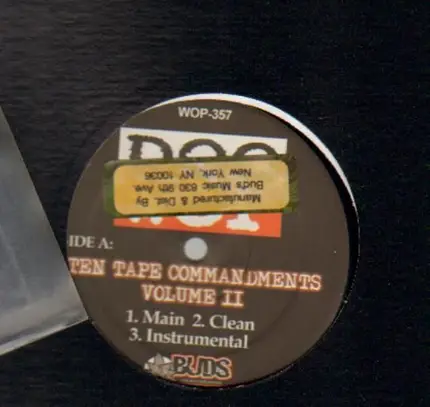 WOP-357
DOC
Manufactured & Dist. By
Bud's Music 630 9th Ave.
New York, NY 10036
IDE A:
TEN TAPE COMMANDMENTS
VOLUME II
1. Main 2. Clean
3. Instrumental
BUDS